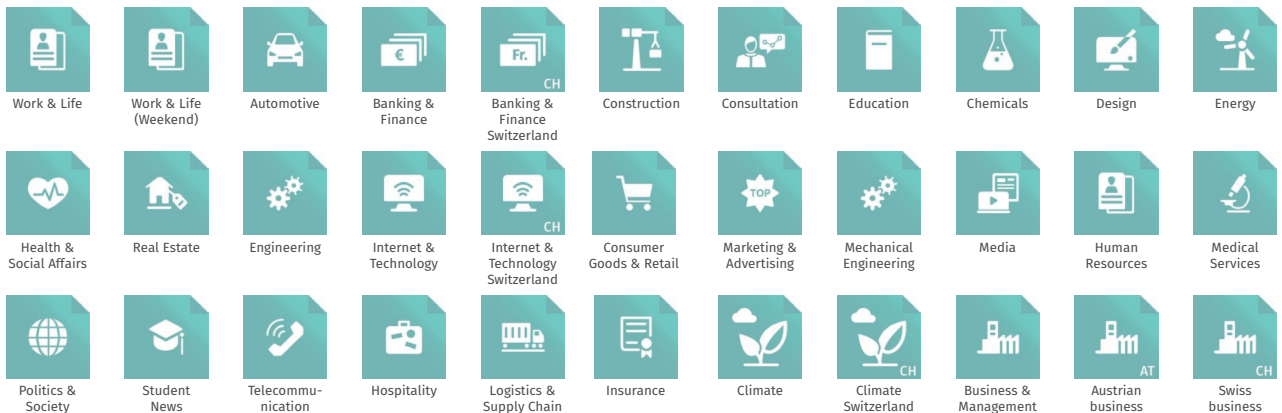 €
Fr.
CH
Work & Life
Work & Life
(Weekend)
Automotive
Banking &
Finance
Banking &
Finance
Switzerland
Construction
Consultation
Education
Chemicals
Design
Energy
CH
TOP
Health &
Social Affairs
Real Estate
Engineering
Internet &
Technology
Internet &
Technology
Switzerland
Consumer
Goods & Retail
Marketing &
Advertising
Mechanical
Engineering
Media
Human
Resources
Medical
Services
CH
AT
CH
Politics &
Society
Student
News
Telecommu-
nication
Hospitality
Logistics &
Supply Chain
Insurance
Climate
Climate
Switzerland
Business &
Management
Austrian
business
Swiss
business